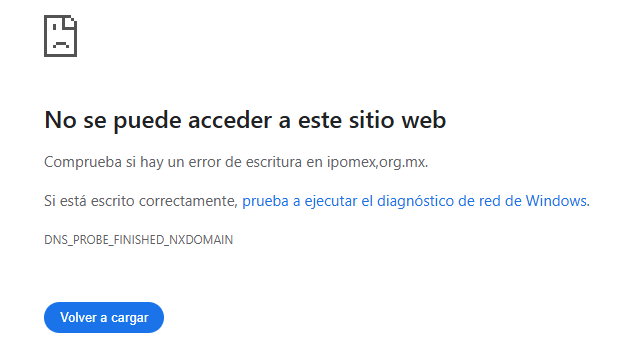 No se puede acceder a este sitio web
Comprueba si hay un error de escritura en ipomex,org.mx.
Si está escrito correctamente, prueba a ejecutar el diagnóstico de red de Windows.
DNS_PROBE_FINISHED_NXDOMAIN
Volver a cargar